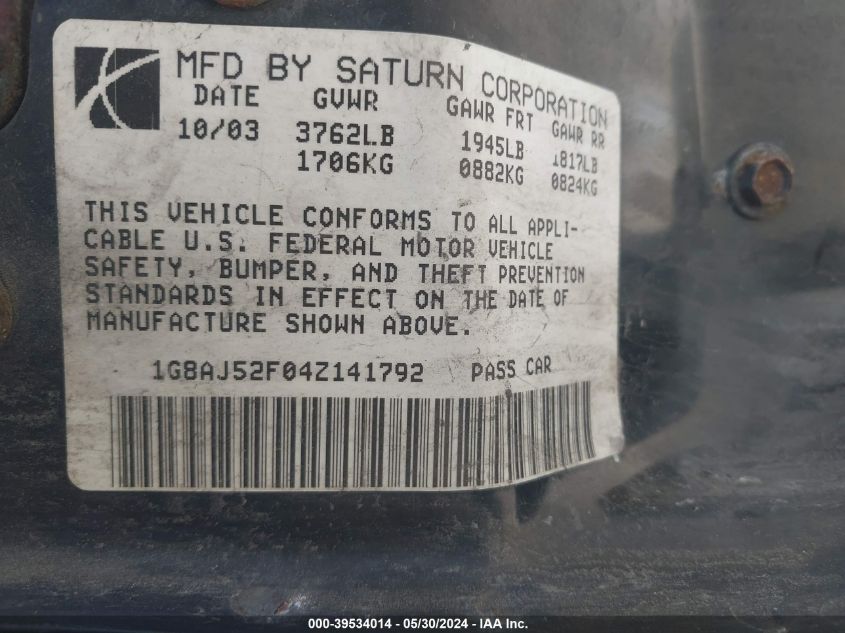 MFD BY SATURN CORPORATION
DATE GVWR GAWR FRT GAWR RR
10/03 3762LB 1945LB 1817LB
1706KG 0882KG 0824KG
THIS VEHICLE CONFORMS TO ALL APPLI-
CABLE U.S. FEDERAL MOTOR VEHICLE
SAFETY, BUMPER, AND THEFT PREVENTION
STANDARDS IN EFFECT ON THE DATE OF
MANUFACTURE SHOWN ABOVE.
1G8AJ52F04Z141792 PASS CAR
000-39534014 - 05/30/2024 - IAA Inc.